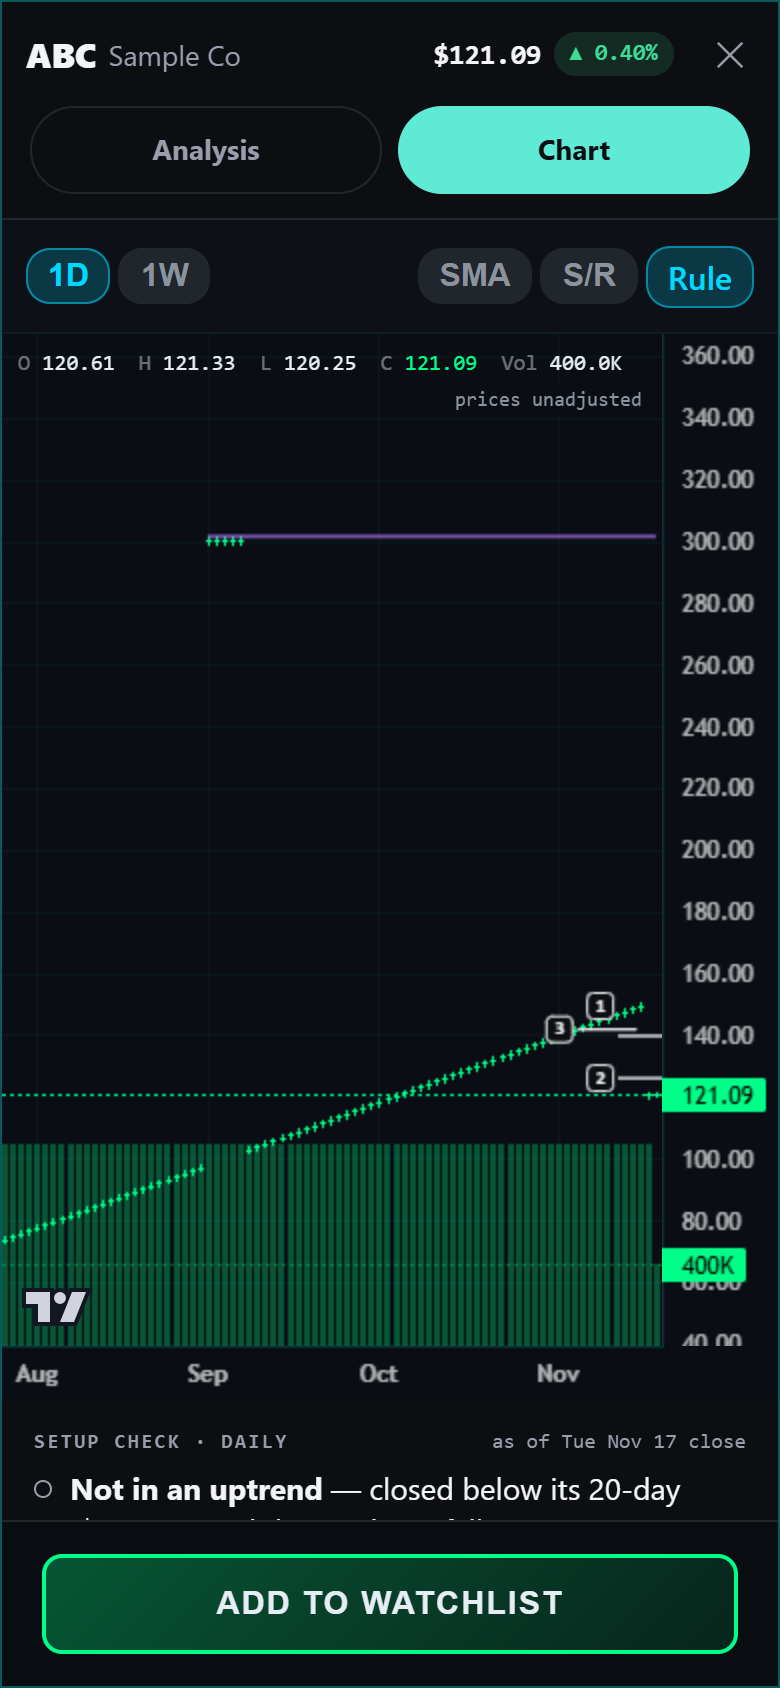 ABC Sample Co $121.09 ▲ 0.40%
Analysis Chart
1D 1W SMA S/R Rule
O 120.61 H 121.33 L 120.25 C 121.09 Vol 400.0K
prices unadjusted
360.00
340.00
320.00
300.00
280.00
260.00
240.00
220.00
200.00
180.00
160.00
1
3
140.00
2
121.09
100.00
80.00
400K
60.00
40.00
Aug Sep Oct Nov
SETUP CHECK · DAILY as of Tue Nov 17 close
Not in an uptrend — closed below its 20-day
ADD TO WATCHLIST